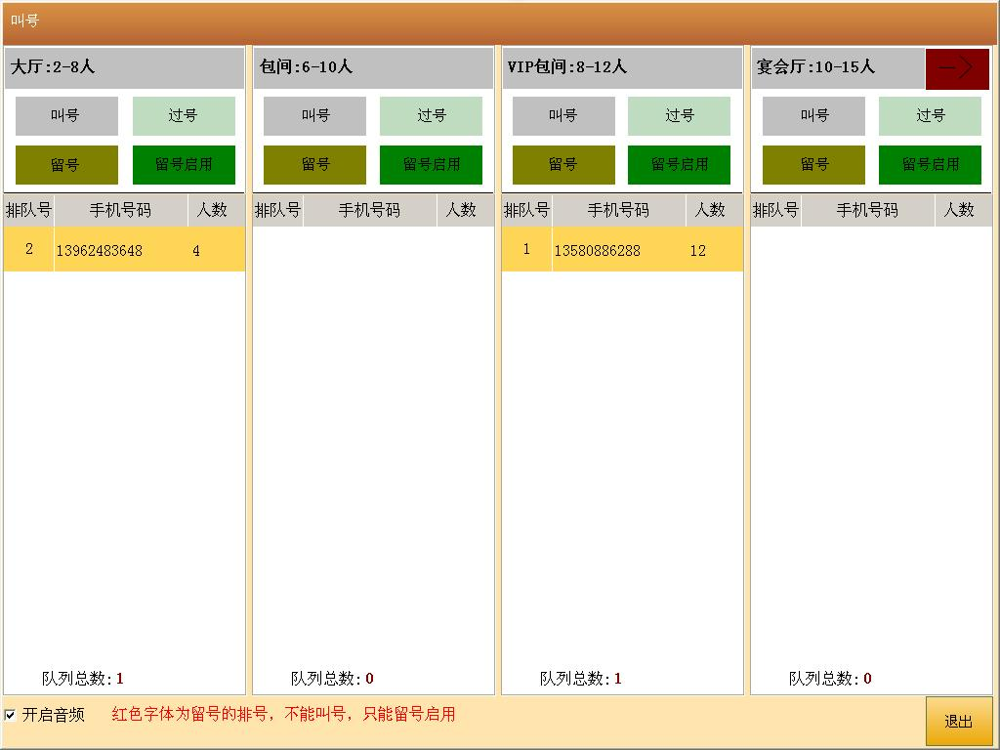 叫号
大厅:2-8人
叫号 过号
留号 留号启用
排队号 手机号码 人数
2 13962483648 4
队列总数:1
包间:6-10人
叫号 过号
留号 留号启用
排队号 手机号码 人数
队列总数:0
VIP包间:8-12人
叫号 过号
留号 留号启用
排队号 手机号码 人数
1 13580886288 12
队列总数:1
宴会厅:10-15人
叫号 过号
留号 留号启用
排队号 手机号码 人数
队列总数:0
开启音频 红色字体为留号的排号，不能叫号，只能留号启用
退出